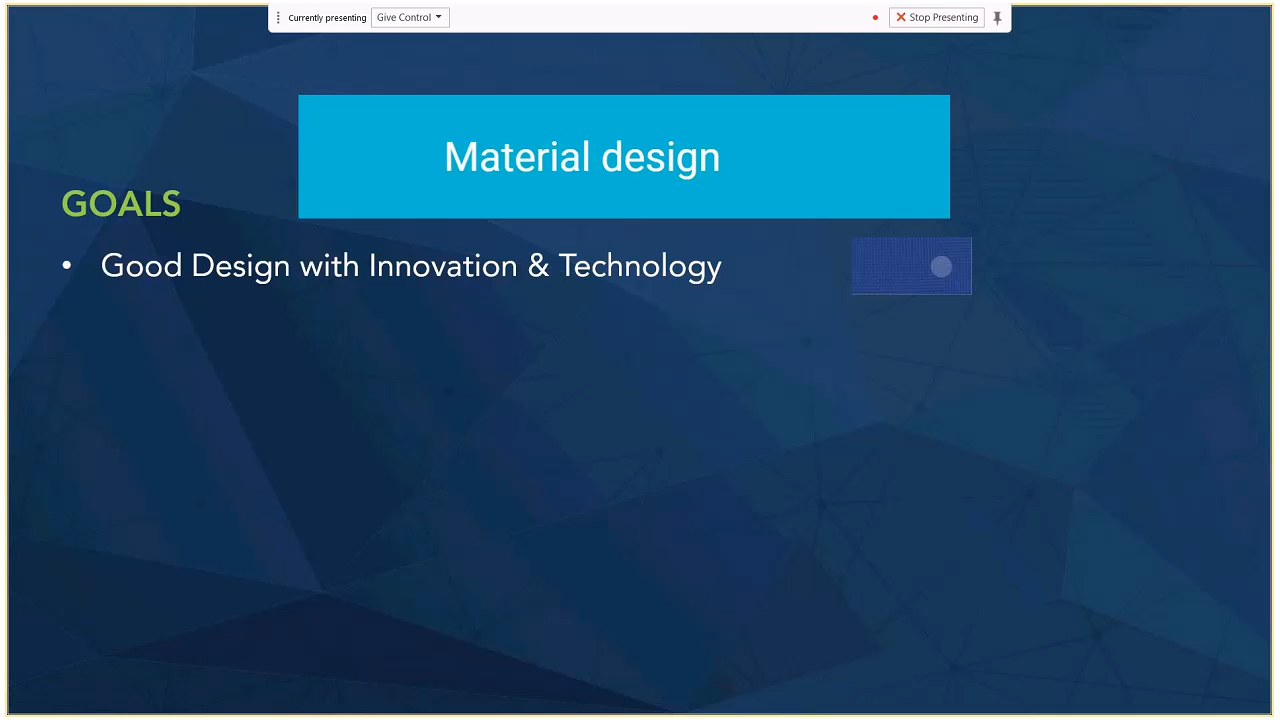 Currently presenting Give Control Stop Presenting
Material design
GOALS
• Good Design with Innovation & Technology